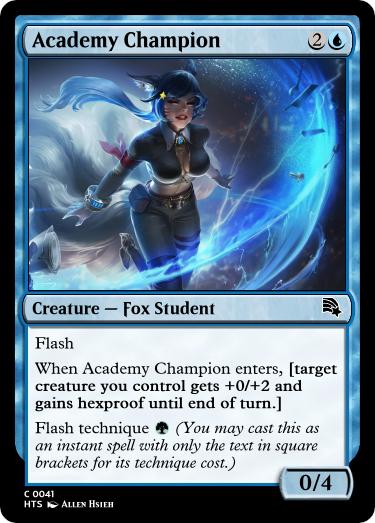 Academy Champion 2
Creature — Fox Student
Flash
When Academy Champion enters, [target
creature you control gets +0/+2 and
gains hexproof until end of turn.]
Flash technique (You may cast this as
an instant spell with only the text in square
brackets for its technique cost.)
0/4
C 0041
HTS Allen Hsieh